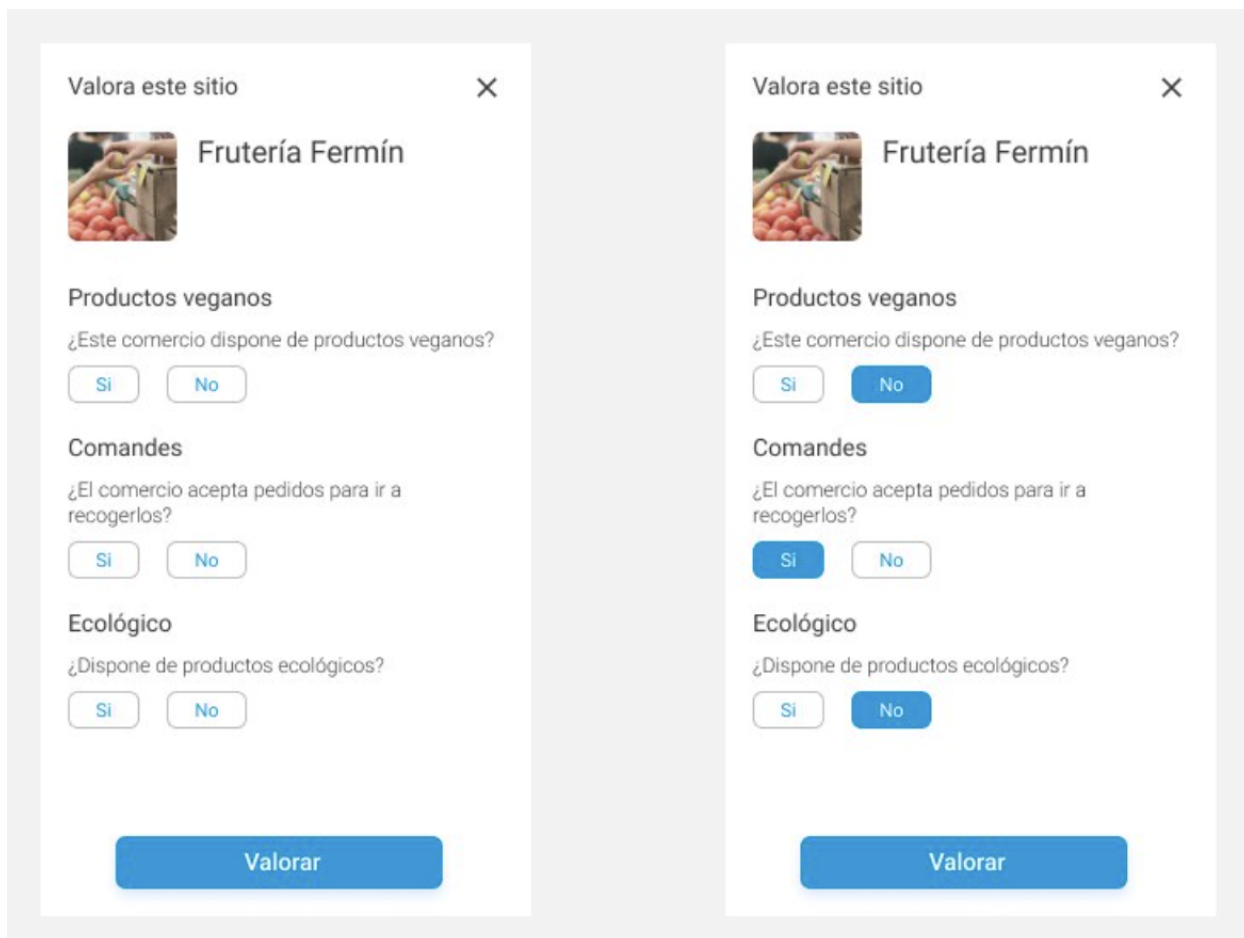 Valora este sitio
Frutería Fermín
Productos veganos
¿Este comercio dispone de productos veganos?
Si No
Comandes
¿El comercio acepta pedidos para ir a
recogerlos?
Si No
Ecológico
¿Dispone de productos ecológicos?
Si No
Valorar
Valora este sitio
Frutería Fermín
Productos veganos
¿Este comercio dispone de productos veganos?
Si No
Comandes
¿El comercio acepta pedidos para ir a
recogerlos?
Si No
Ecológico
¿Dispone de productos ecológicos?
Si No
Valorar